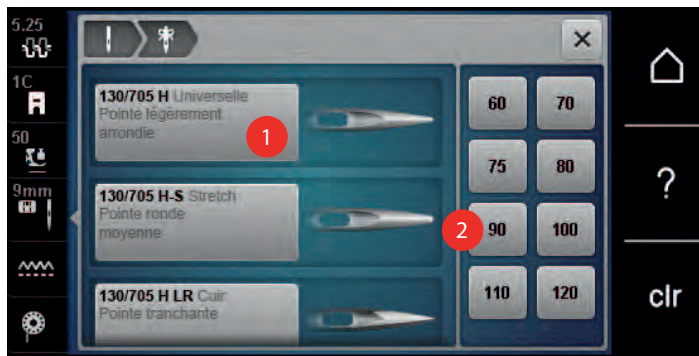 5.25
1C
50
9mm
×
130/705 H Universelle
Pointe légèrement
arrondie
1
130/705 H-S Stretch
Pointe ronde
moyenne
130/705 H LR Cuir
Pointe tranchante
2
60 70
75 80
90 100
110 120
?
clr